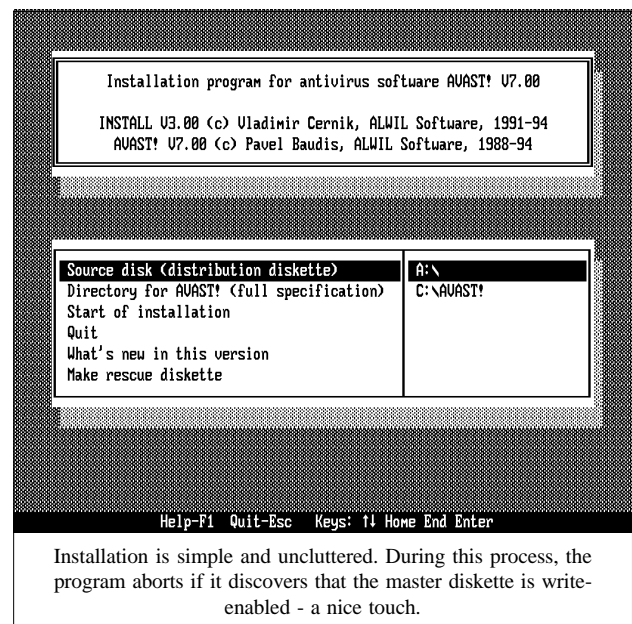 Installation program for antivirus software AVAST! V7.00
INSTALL V3.00 (c) Vladimir Cernik, ALWIL Software, 1991-94
AVAST! V7.00 (c) Pavel Baudis, ALWIL Software, 1988-94
Source disk (distribution diskette) A:\
Directory for AVAST! (full specification) C:\AVAST!
Start of installation
Quit
What's new in this version
Make rescue diskette
Help-F1 Quit-Esc Keys: ↑↓ Home End Enter
Installation is simple and uncluttered. During this process, the
program aborts if it discovers that the master diskette is write-
enabled - a nice touch.